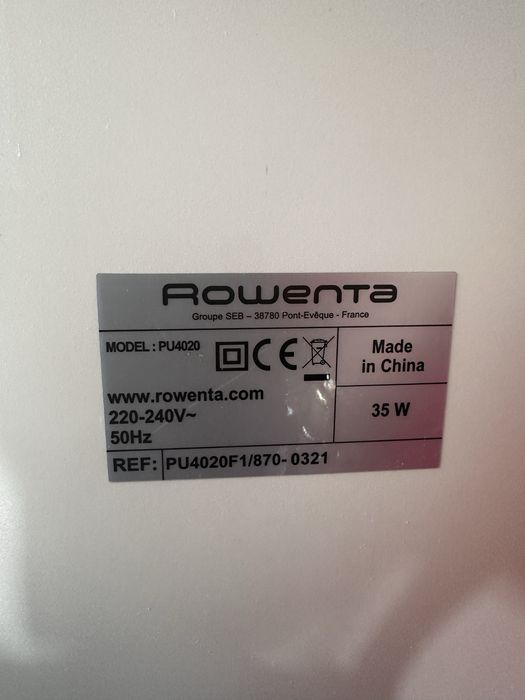 Rowenta
Groupe SEB – 38780 Pont-Evêque - France
MODEL : PU4020
CE
Made
in China
www.rowenta.com
220-240V~
50Hz
35 W
REF: PU4020F1/870- 0321